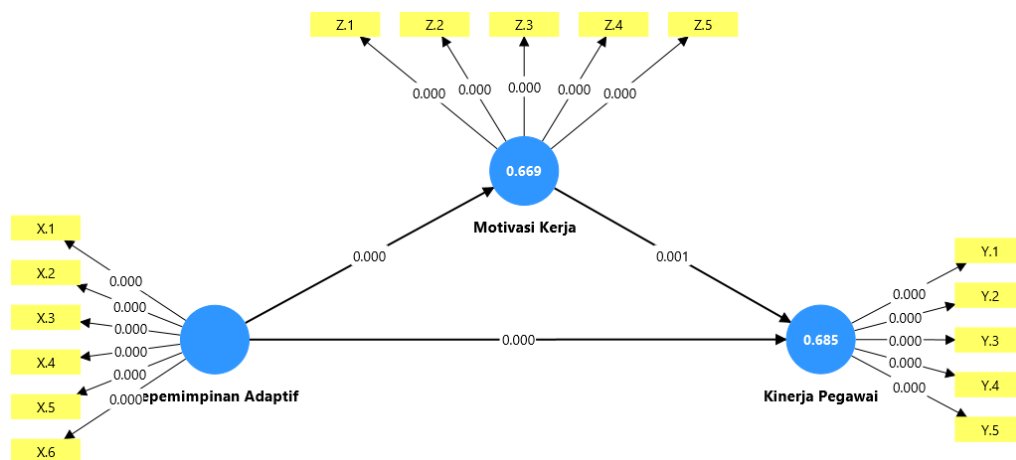 Z.1 Z.2 Z.3 Z.4 Z.5
0.000 0.000 0.000 0.000 0.000
0.669
Motivasi Kerja
0.000 0.001
X.1
X.2
X.3
X.4
X.5
X.6
0.000
0.000
0.000
0.000
0.000
0.000
epemimpinan Adaptif
0.000
Y.1
Y.2
Y.3
Y.4
Y.5
0.000
0.000
0.000
0.000
0.000
0.685
Kinerja Pegawai